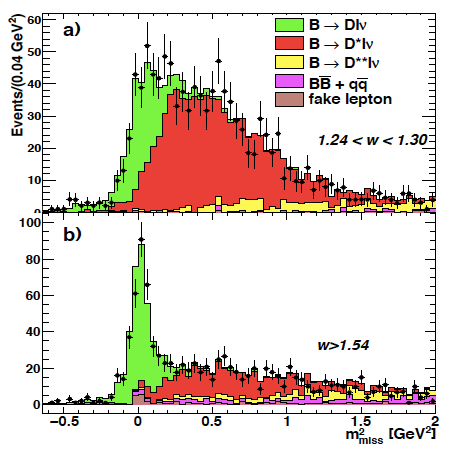 Events/(0.04 GeV²)
a)
B → Dlν
B → D*lν
B → D**lν
BB̅ + qq̅
fake lepton
1.24 < w < 1.30
60
50
40
30
20
10
0
b)
w>1.54
100
80
60
40
20
0
−0.5 0 0.5 1 1.5 2
m²miss [GeV²]